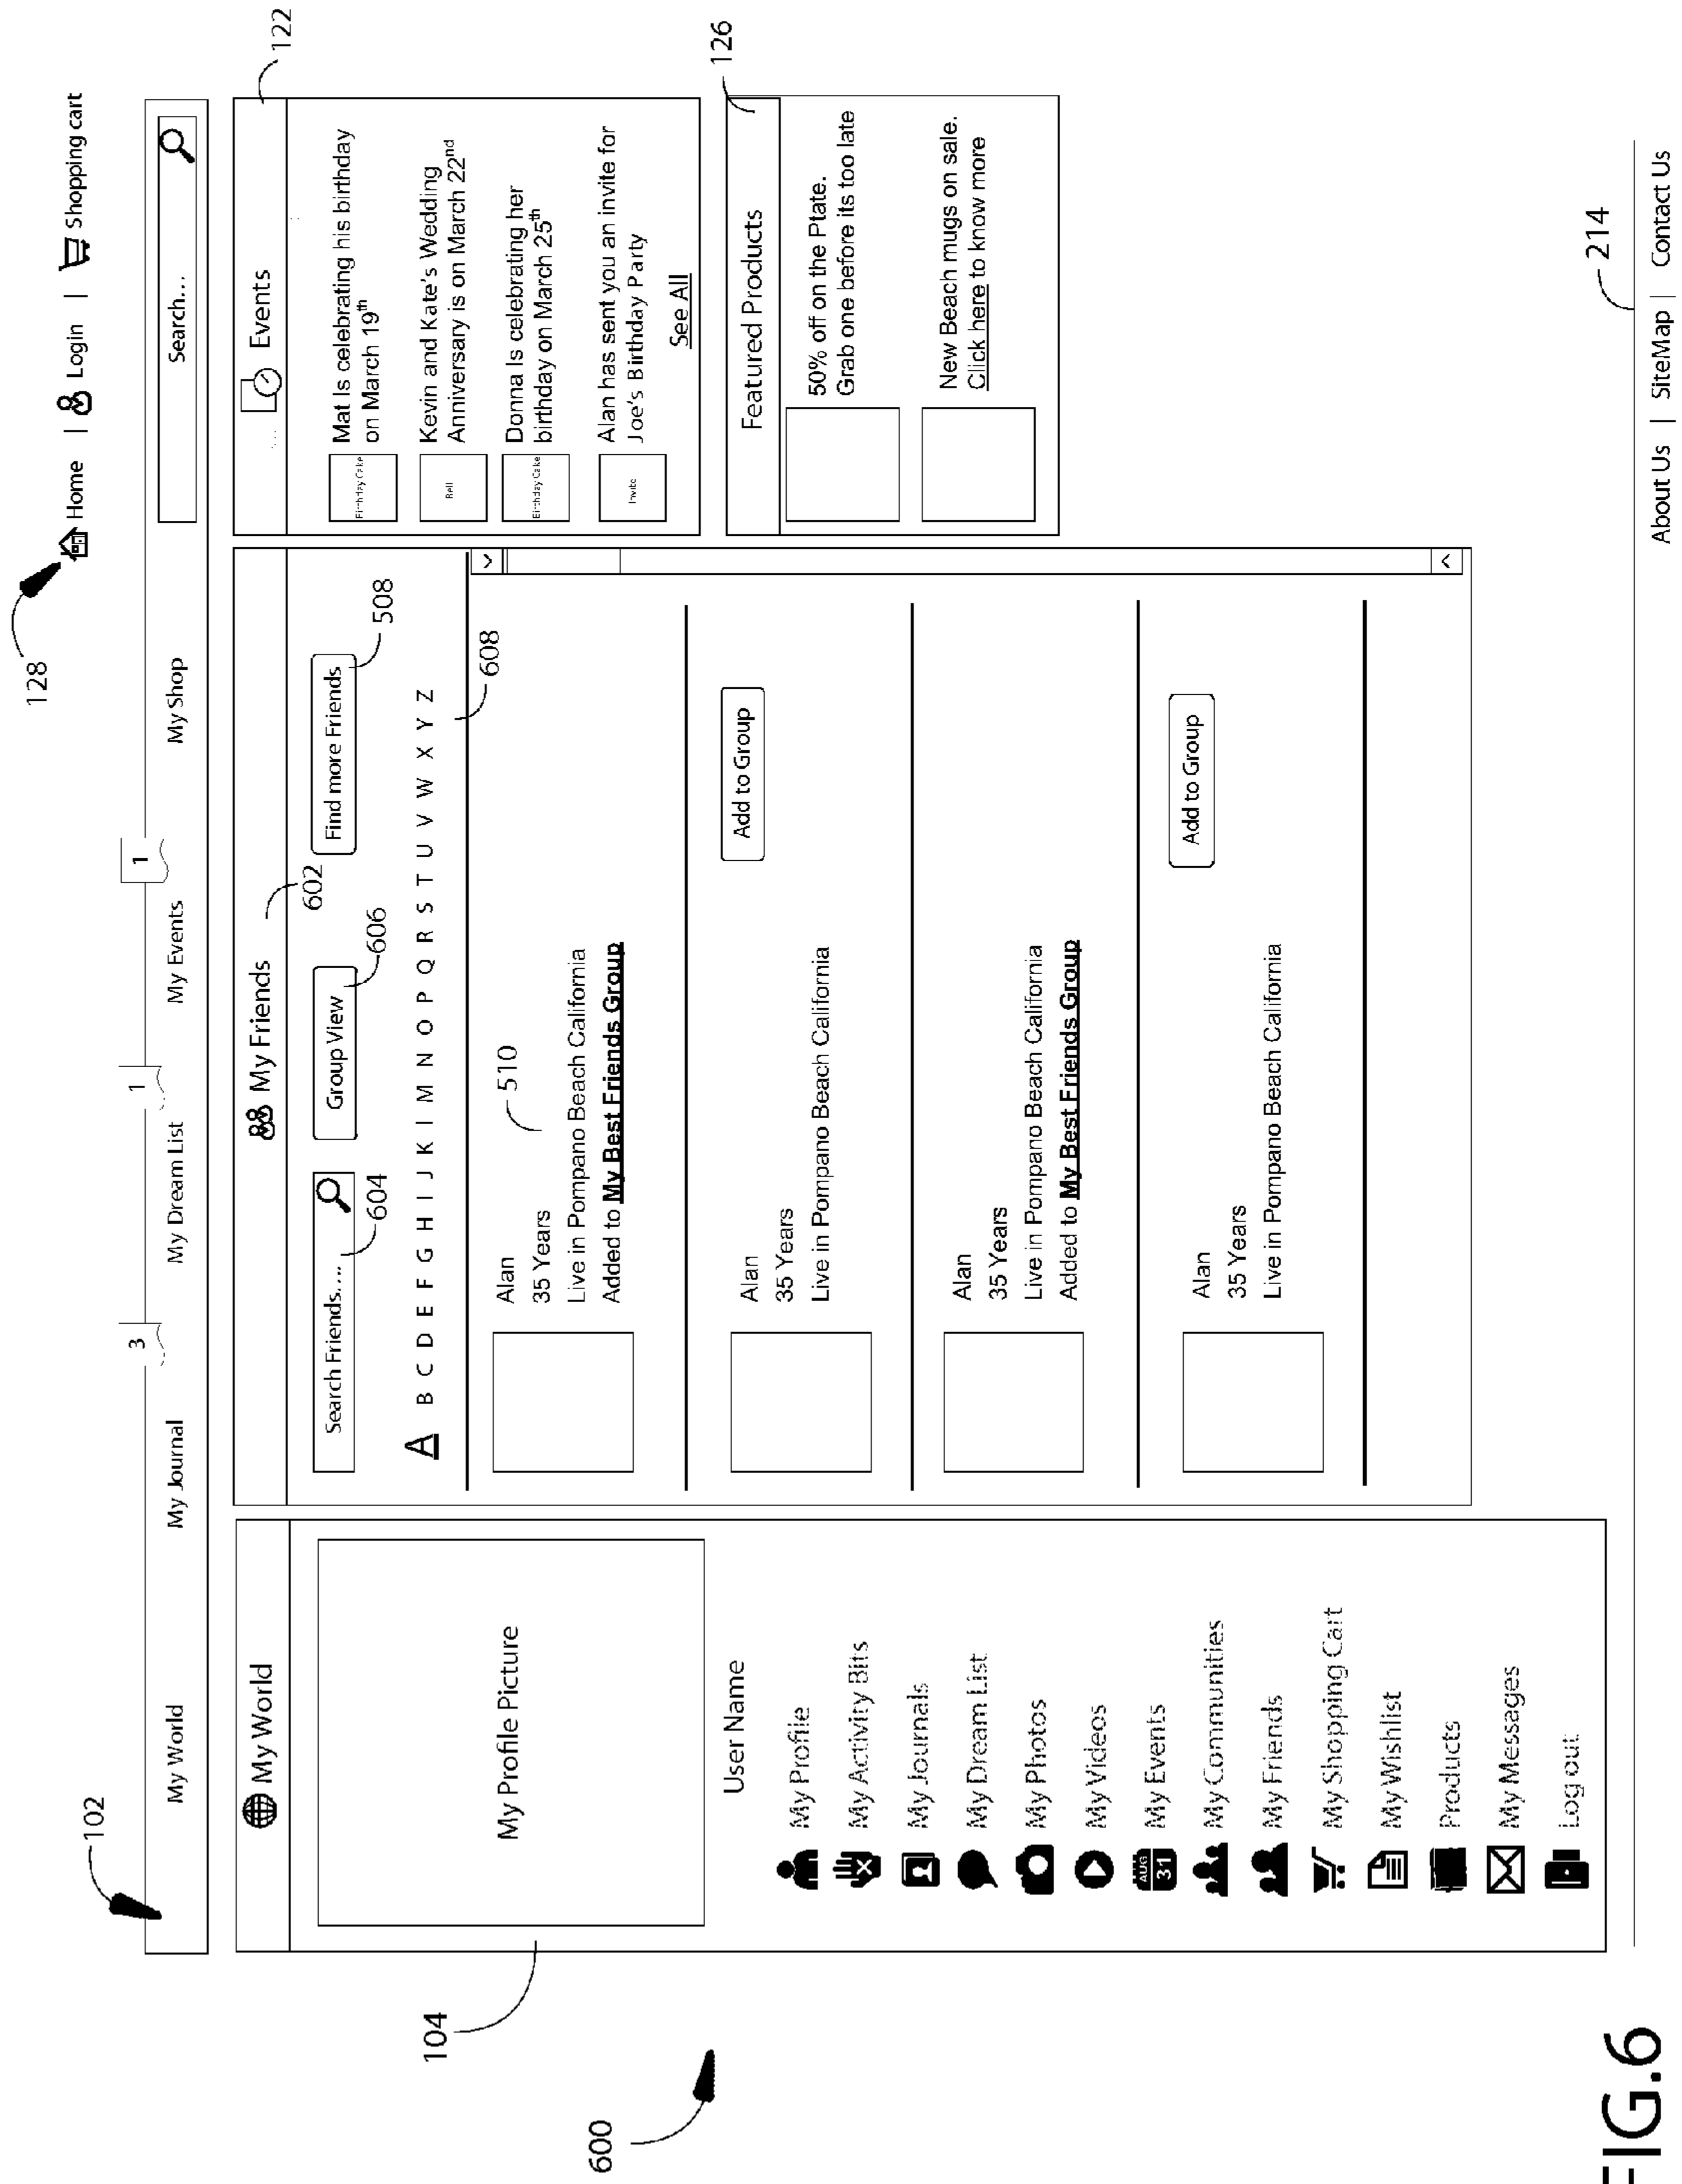 128
Home | Login | Shopping cart
102
3
1
1
My World
My Journal
My Dream List
My Events
My Shop
Search...
My World
My Profile Picture
104
600
User Name
My Profile
My Activity Bits
My Journals
My Dream List
My Photos
My Videos
AUG
31
My Events
My Communities
My Friends
My Shopping Cart
My Wishlist
Products
My Messages
Log out
My Friends
602
Search Friends.....
604
Group View
606
Find more Friends
508
A B C D E F G H I J K I M N O P Q R S T U V W X Y Z
608
510
Alan
35 Years
Live in Pompano Beach California
Added to My Best Friends Group
Alan
35 Years
Live in Pompano Beach California
Add to Group
Alan
35 Years
Live in Pompano Beach California
Added to My Best Friends Group
Alan
35 Years
Live in Pompano Beach California
Add to Group
122
Events
Birthday Cake
Mat Is celebrating his birthday
on March 19th
Bell
Kevin and Kate's Wedding
Anniversary is on March 22nd
Birthday Cake
Donna Is celebrating her
birthday on March 25th
Invite
Alan has sent you an invite for
Joe's Birthday Party
See All
126
Featured Products
50% off on the Ptate.
Grab one before its too late
New Beach mugs on sale.
Click here to know more
214
About Us | SiteMap | Contact Us
FIG.6